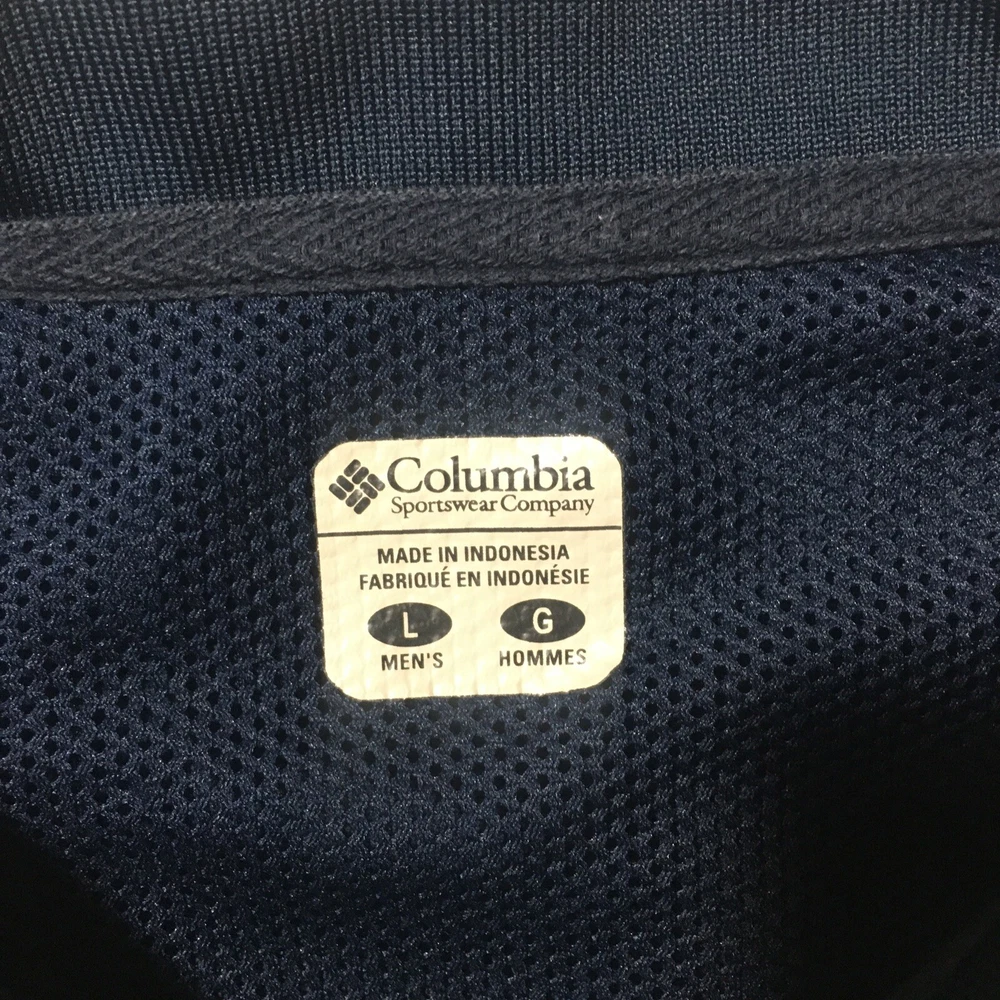 Columbia
Sportswear Company
MADE IN INDONESIA
FABRIQUÉ EN INDONÉSIE
L G
MEN'S HOMMES